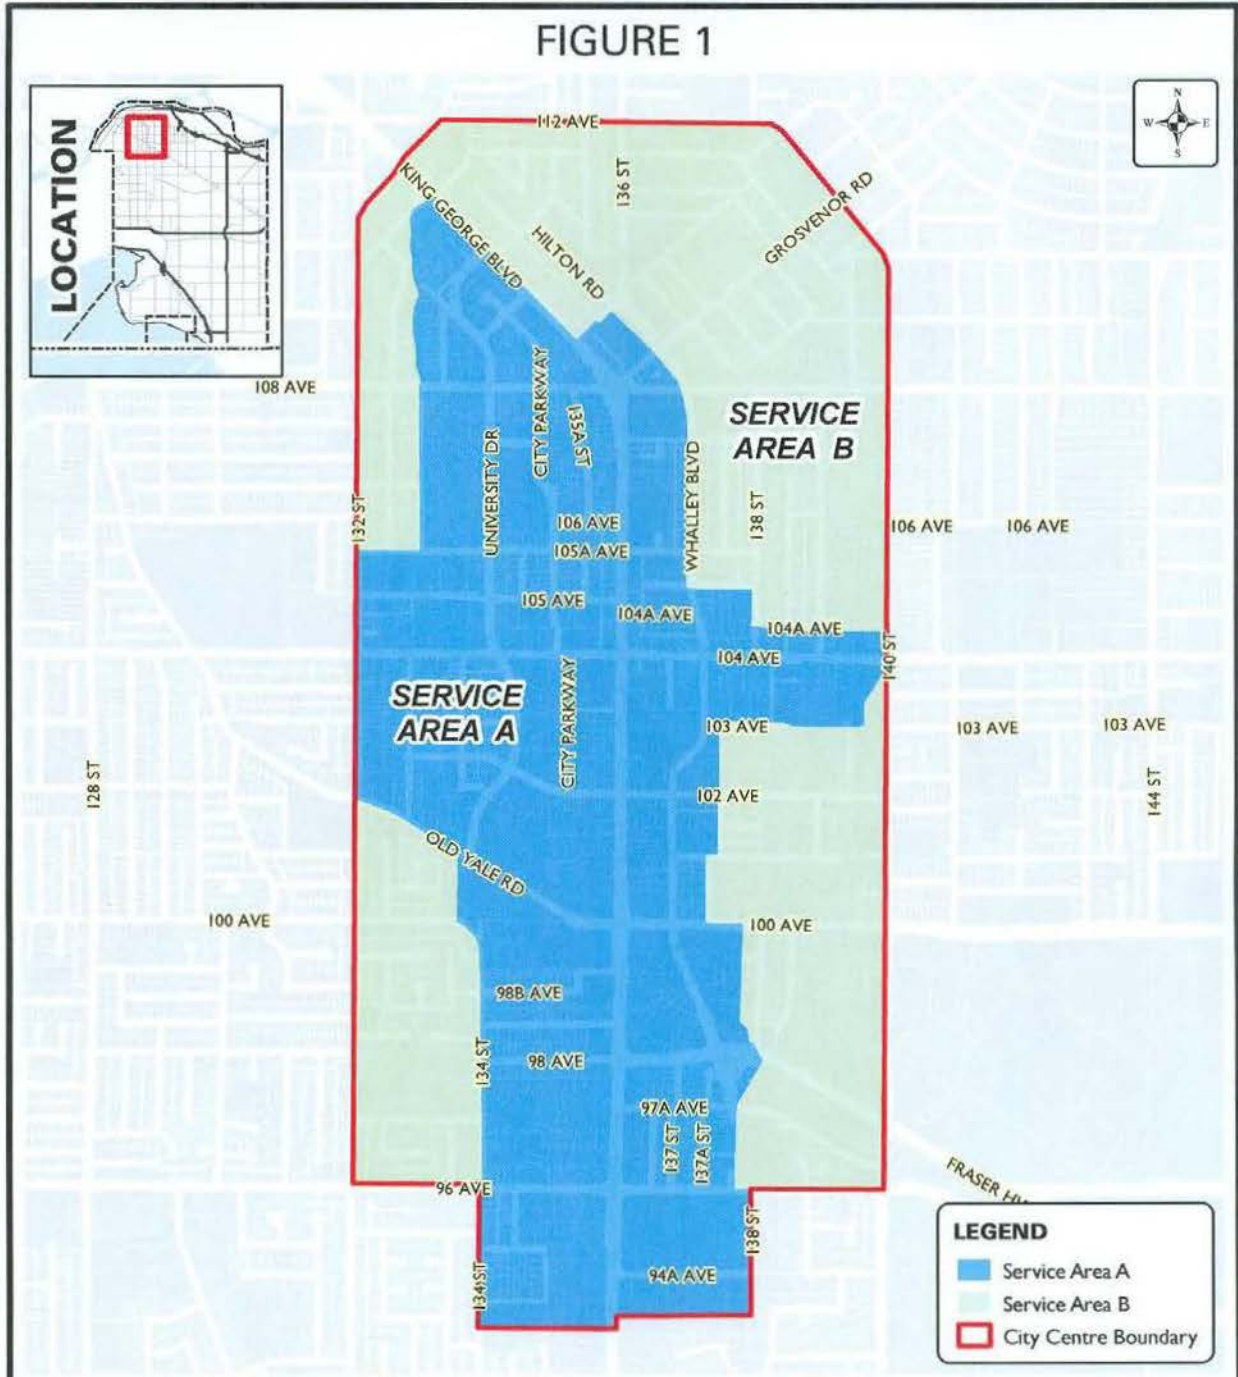 FIGURE 1
LOCATION
N
W
E
S
112 AVE
136 ST
KING GEORGE BLVD
HILTON RD
GROSVENOR RD
108 AVE
CITY PARKWAY
135A ST
SERVICE
AREA B
UNIVERSITY DR
WHALLEY BLVD
132 ST
138 ST
106 AVE
106 AVE
106 AVE
105A AVE
105 AVE
104A AVE
104A AVE
104 AVE
140 ST
SERVICE
AREA A
CITY PARKWAY
103 AVE
103 AVE
103 AVE
128 ST
102 AVE
144 ST
OLD YALE RD
100 AVE
100 AVE
98B AVE
134 ST
98 AVE
97A AVE
137 ST
137A ST
96 AVE
FRASER
138 ST
134 ST
94A AVE
LEGEND
Service Area A
Service Area B
City Centre Boundary